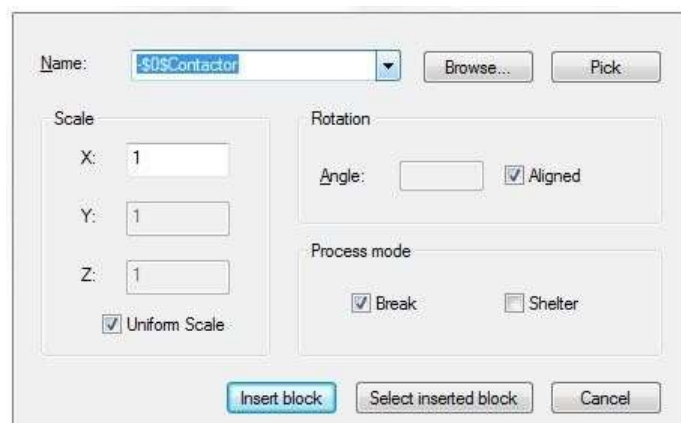 Name: -$0$Contactor Browse... Pick
Scale
X: 1
Y: 1
Z: 1
Uniform Scale
Rotation
Angle: Aligned
Process mode
Break Shelter
Insert block Select inserted block Cancel